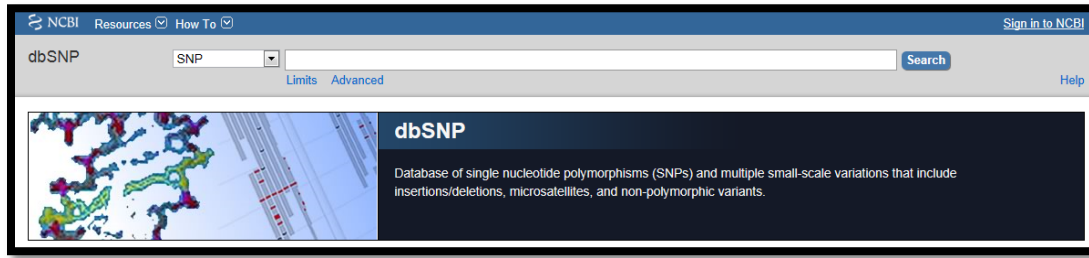 NCBI Resources How To Sign in to NCBI
dbSNP SNP Search
Limits Advanced Help
dbSNP
Database of single nucleotide polymorphisms (SNPs) and multiple small-scale variations that include
insertions/deletions, microsatellites, and non-polymorphic variants.